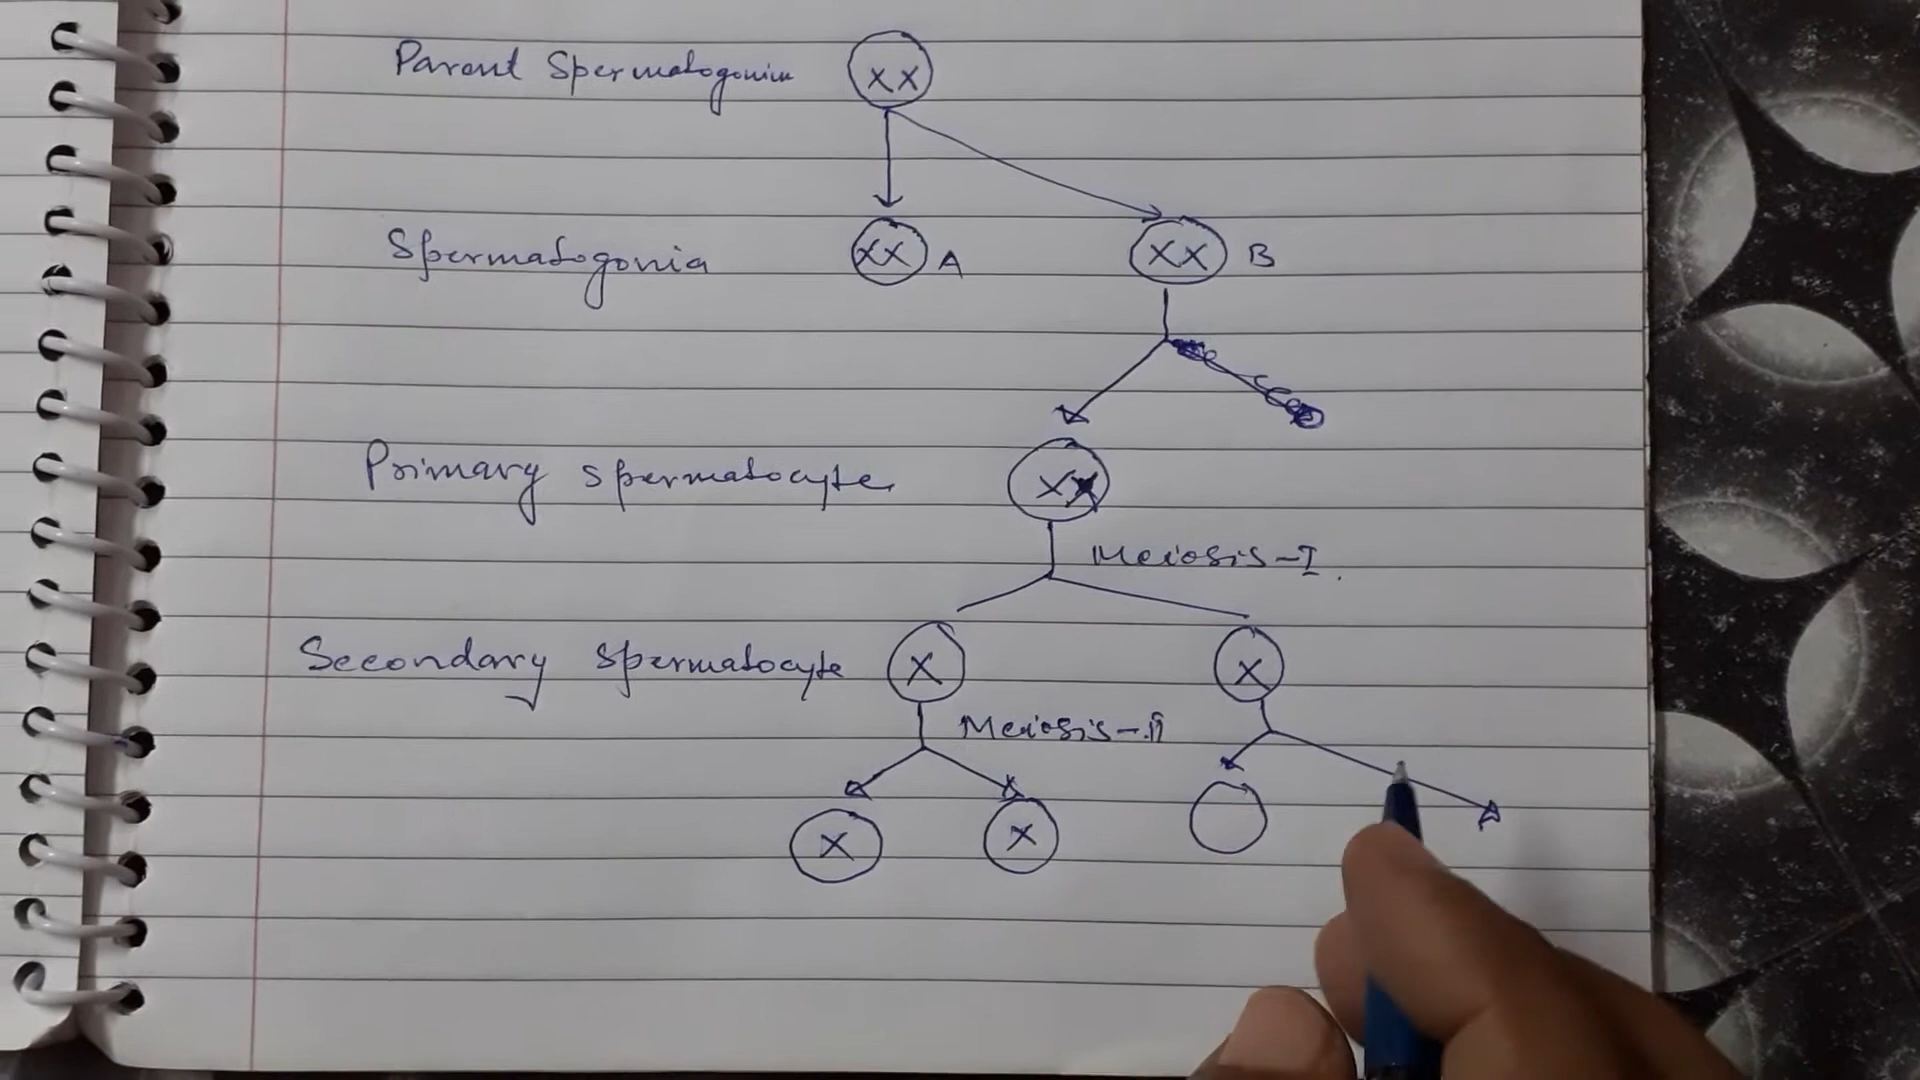 Parent Spermatogonium XX
Spermatogonia XX A XX B
Primary spermatocyte XX
Meiosis-I.
Secondary spermatocyte X X
Meiosis-II
X X